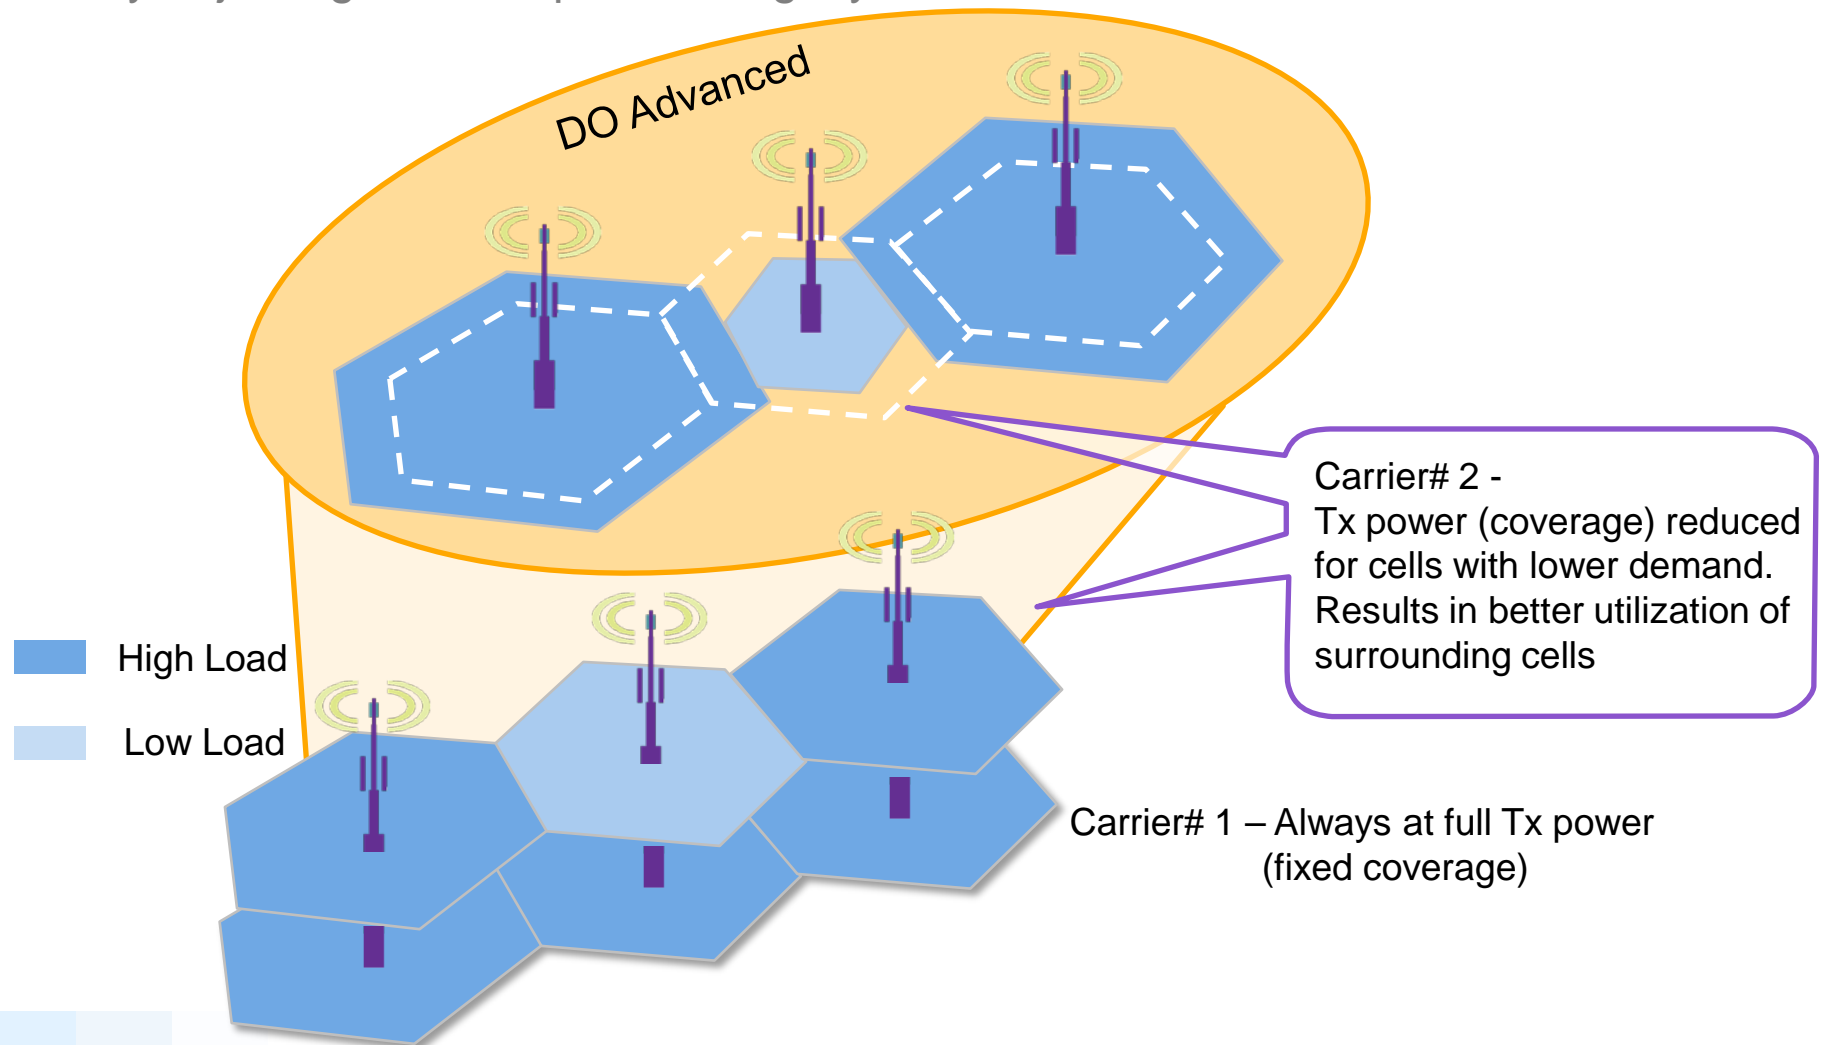 DO Advanced
Carrier# 2 -
Tx power (coverage) reduced
for cells with lower demand.
Results in better utilization of
surrounding cells
High Load
Low Load
Carrier# 1 – Always at full Tx power
(fixed coverage)